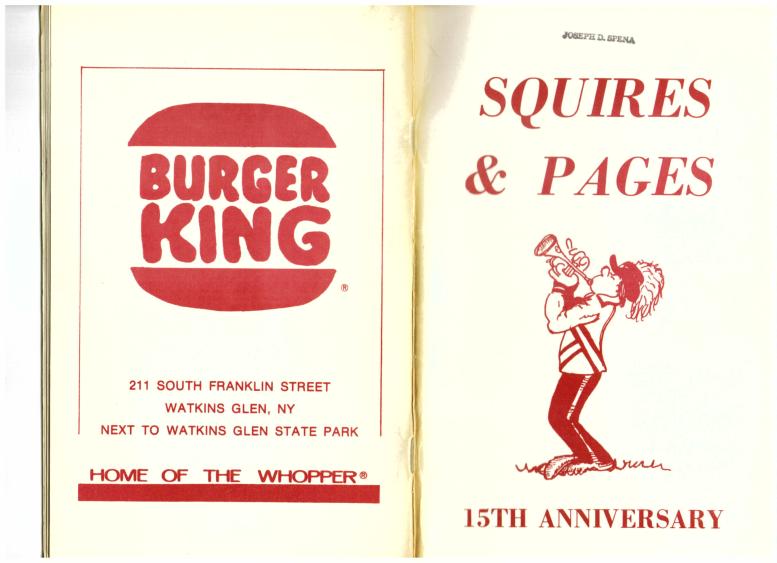 BURGER
KING
®
211 SOUTH FRANKLIN STREET
WATKINS GLEN, NY
NEXT TO WATKINS GLEN STATE PARK
HOME OF THE WHOPPER®
JOSEPH D. SPENA
SQUIRES
& PAGES
15TH ANNIVERSARY